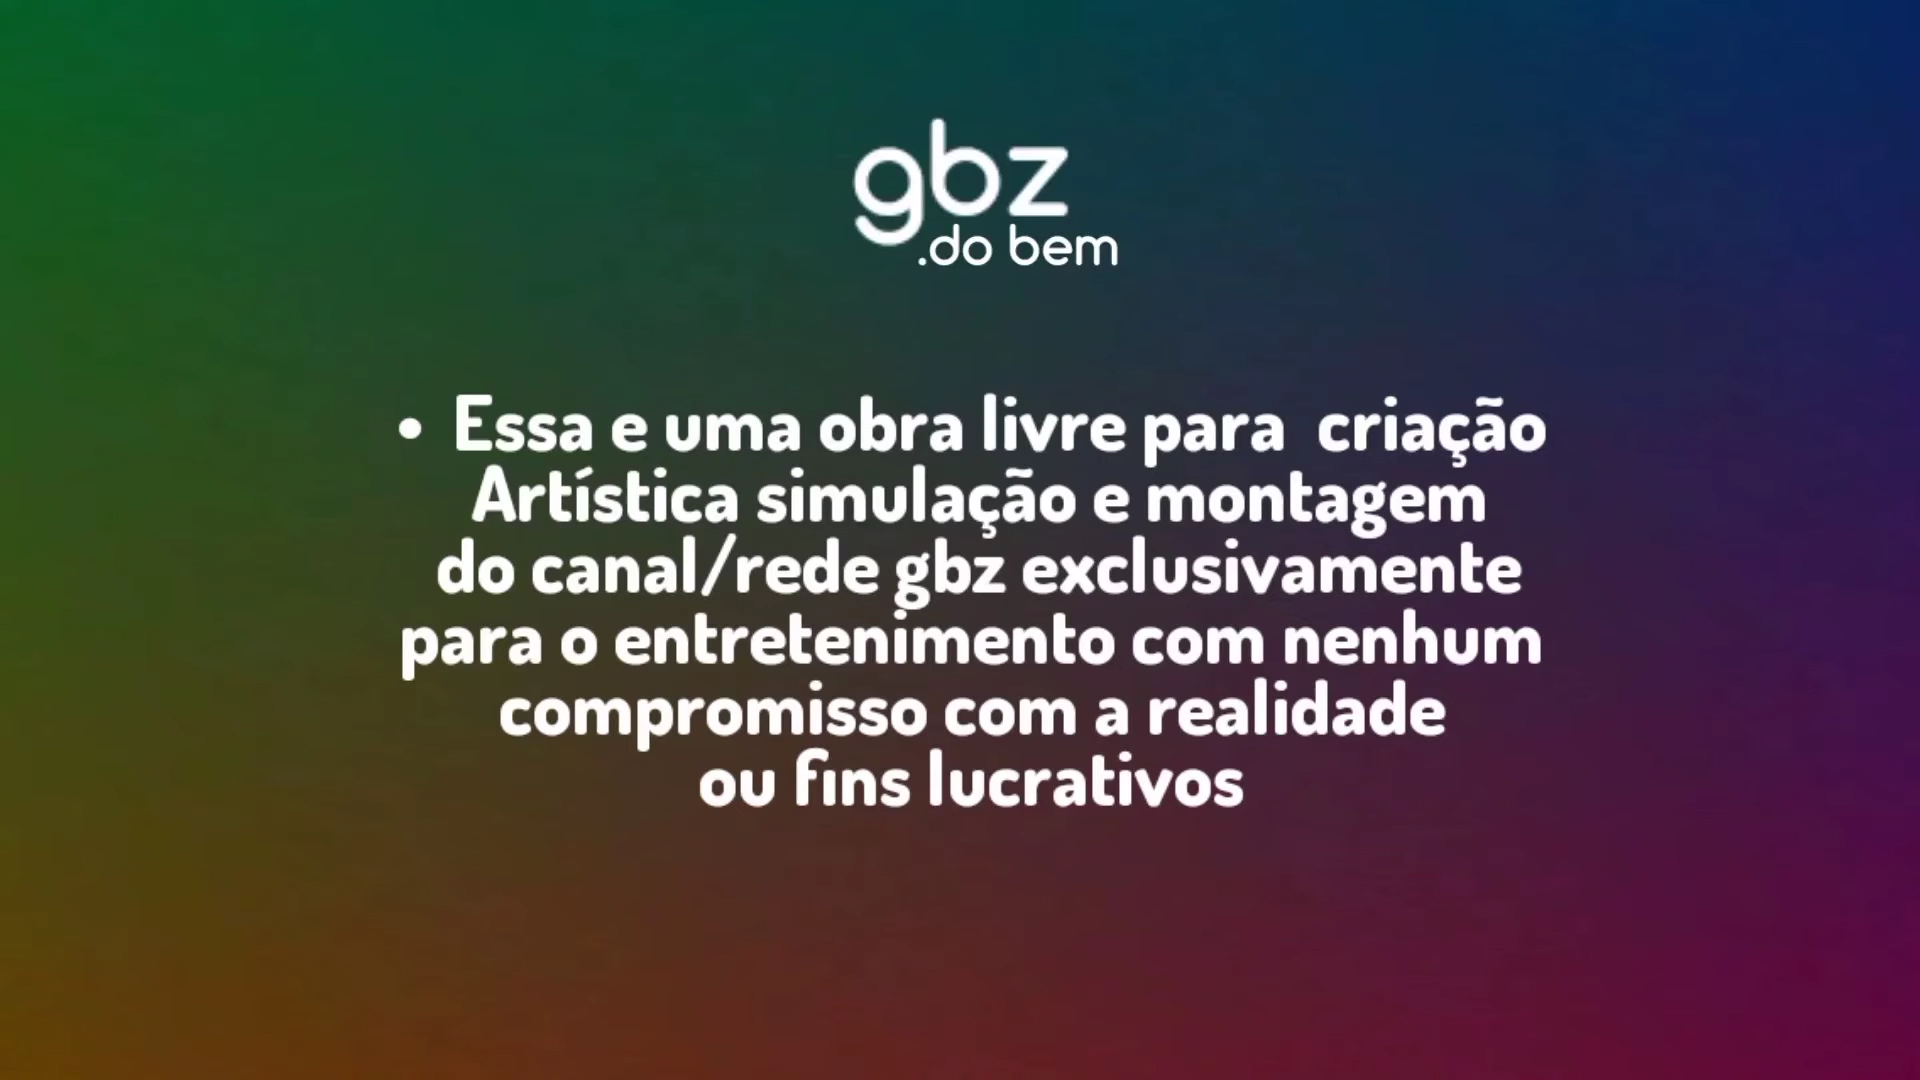 gbz
.do bem
• Essa e uma obra livre para criação
Artística simulação e montagem
do canal/rede gbz exclusivamente
para o entretenimento com nenhum
compromisso com a realidade
ou fins lucrativos